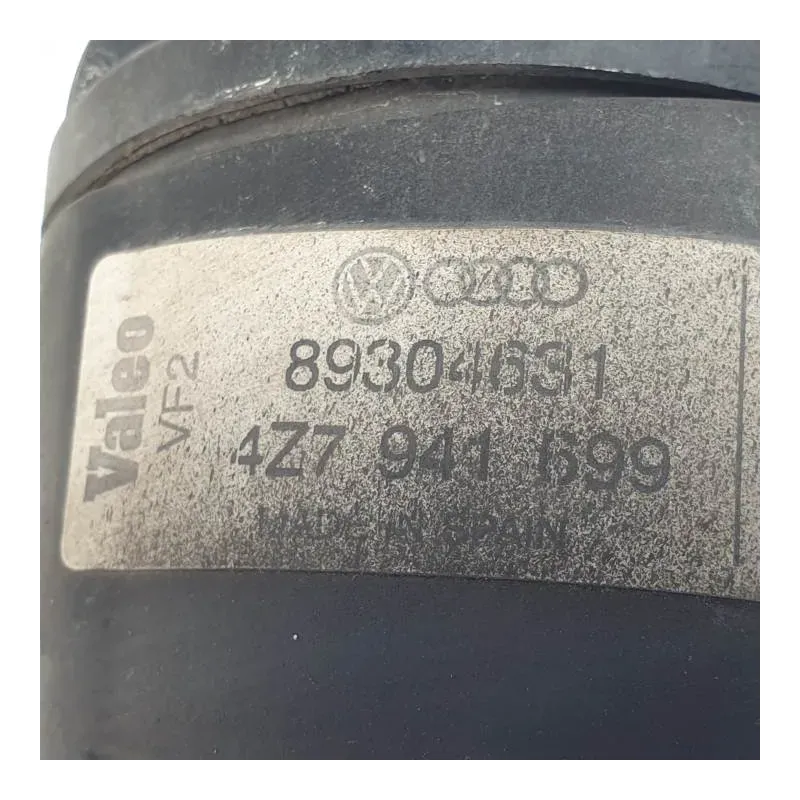 Valeo
VF2
89304631
4Z7 941 699
MADE IN SPAIN